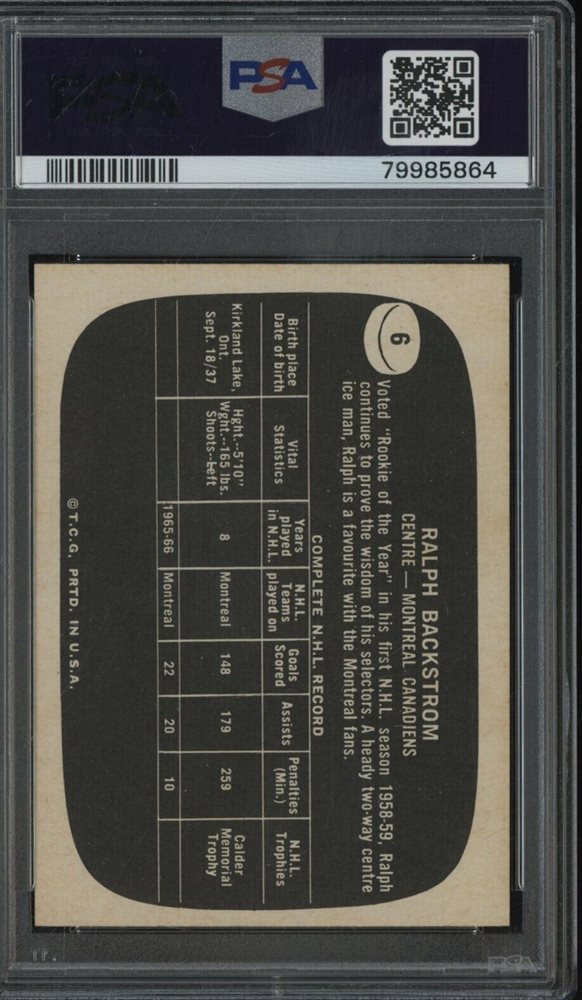 PSA
79985864
6
RALPH BACKSTROM
CENTRE — MONTREAL CANADIENS
Voted "Rookie of the Year" in his first N.H.L. season 1958-59, Ralph
continues to prove the wisdom of his selectors. A heady two-way centre
ice man, Ralph is a favourite with the Montreal fans.
COMPLETE N.H.L. RECORD
Birth place Vital Years N.H.L. Goals Assists Penalties N.H.L.
Date of birth Statistics played Teams Scored (Min.) Trophies
in N.H.L. played on
Kirkland Lake, Hght.--5'10" 8 Montreal 148 179 259 Calder
Ont. Wght.--165 lbs. Memorial
Sept. 18/37 Shoots--Left Trophy
1965-66 Montreal 22 20 10
© T.C.G. PRTD. IN U.S.A.
PSA